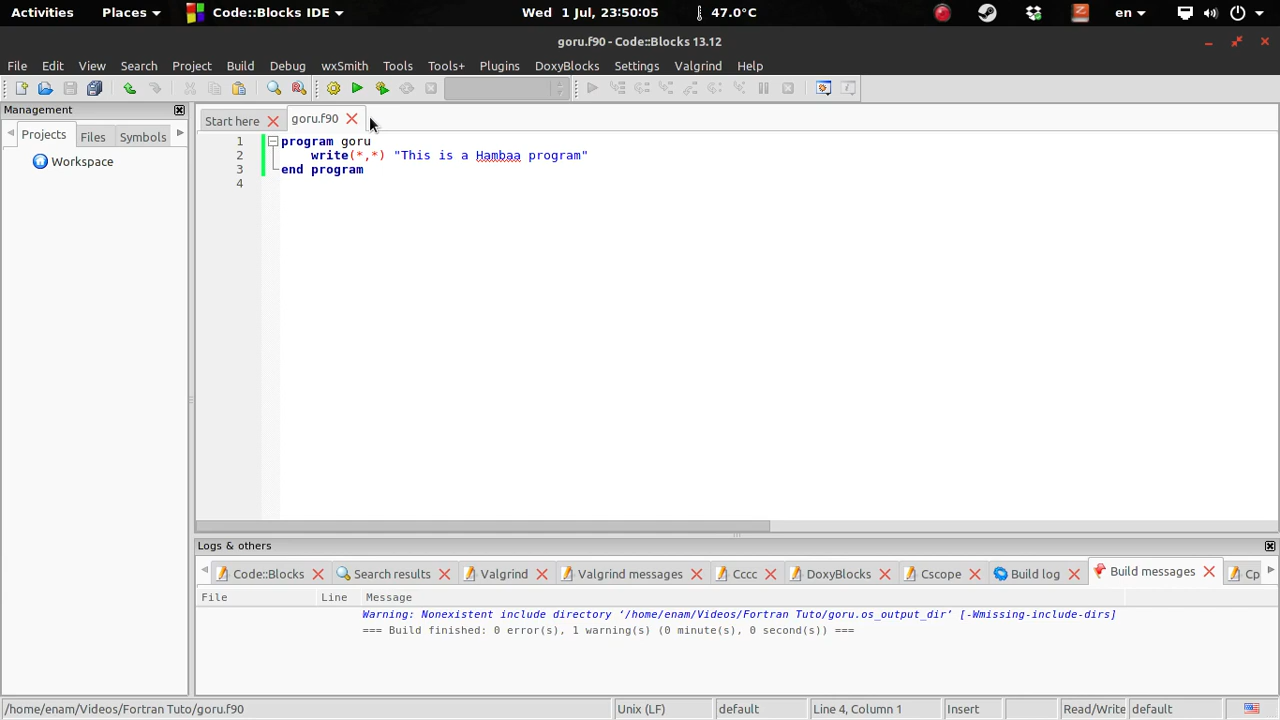 Activities Places Code::Blocks IDE Wed 1 Jul, 23:50:05 47.0°C en
goru.f90 - Code::Blocks 13.12
File Edit View Search Project Build Debug wxSmith Tools Tools+ Plugins DoxyBlocks Settings Valgrind Help
Management
Projects Files Symbols
Workspace
Start here goru.f90
1 program goru
2 write(*,*) "This is a Hambaa program"
3 end program
4
Logs & others
Code::Blocks Search results Valgrind Valgrind messages Cccc DoxyBlocks Cscope Build log Build messages Cp
File Line Message
Warning: Nonexistent include directory ‘/home/enam/Videos/Fortran Tuto/goru.os_output_dir’ [-Wmissing-include-dirs]
=== Build finished: 0 error(s), 1 warning(s) (0 minute(s), 0 second(s)) ===
/home/enam/Videos/Fortran Tuto/goru.f90 Unix (LF) default Line 4, Column 1 Insert Read/Write default